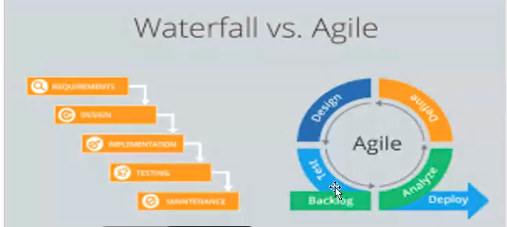 Waterfall vs. Agile
REQUIREMENTS
DESIGN
IMPLEMENTATION
TESTING
MAINTENANCE
Design
Define
Agile
Test
Analyze
Backlog
Deploy